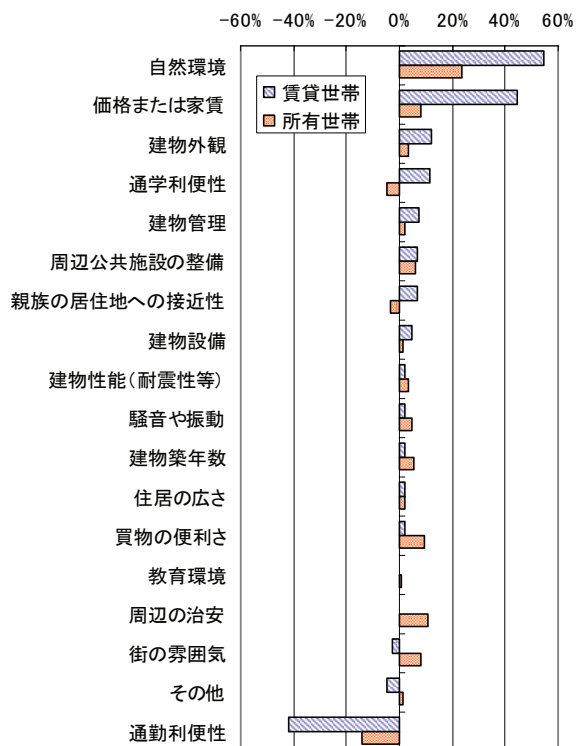 -60% -40% -20% 0% 20% 40% 60%
自然環境
価格または家賃
建物外観
通学利便性
建物管理
周辺公共施設の整備
親族の居住地への接近性
建物設備
建物性能(耐震性等)
騒音や振動
建物築年数
住居の広さ
買物の便利さ
教育環境
周辺の治安
街の雰囲気
その他
通勤利便性
賃貸世帯
所有世帯